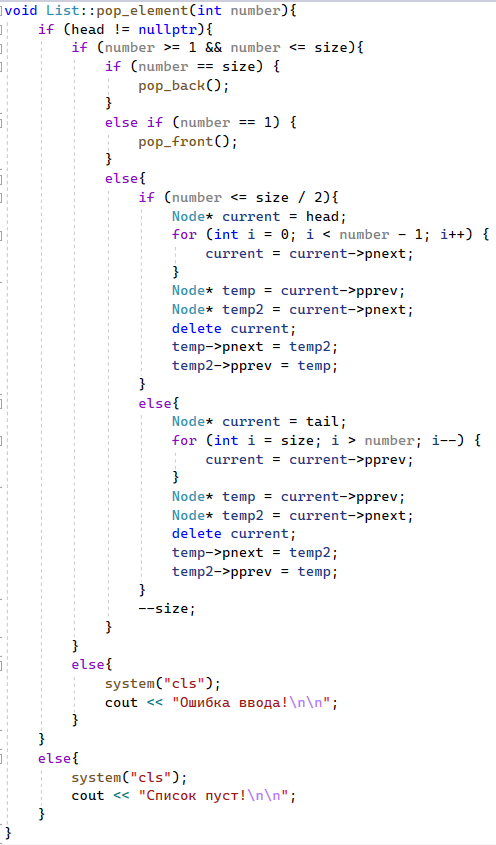 void List::pop_element(int number){
    if (head != nullptr){
        if (number >= 1 && number <= size){
            if (number == size) {
                pop_back();
            }
            else if (number == 1) {
                pop_front();
            }
            else{
                if (number <= size / 2){
                    Node* current = head;
                    for (int i = 0; i < number - 1; i++) {
                        current = current->pnext;
                    }
                    Node* temp = current->pprev;
                    Node* temp2 = current->pnext;
                    delete current;
                    temp->pnext = temp2;
                    temp2->pprev = temp;
                }
                else{
                    Node* current = tail;
                    for (int i = size; i > number; i--) {
                        current = current->pprev;
                    }
                    Node* temp = current->pprev;
                    Node* temp2 = current->pnext;
                    delete current;
                    temp->pnext = temp2;
                    temp2->pprev = temp;
                }
                --size;
            }
        }
        else{
            system("cls");
            cout << "Ошибка ввода!\n\n";
        }
    }
    else{
        system("cls");
        cout << "Список пуст!\n\n";
    }
}